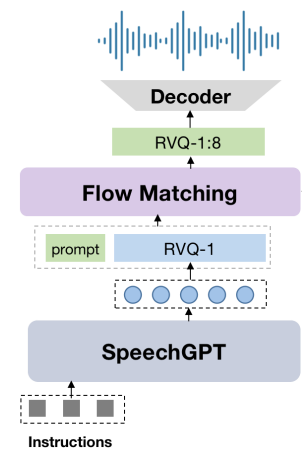 Decoder
RVQ-1:8
Flow Matching
prompt RVQ-1
SpeechGPT
Instructions